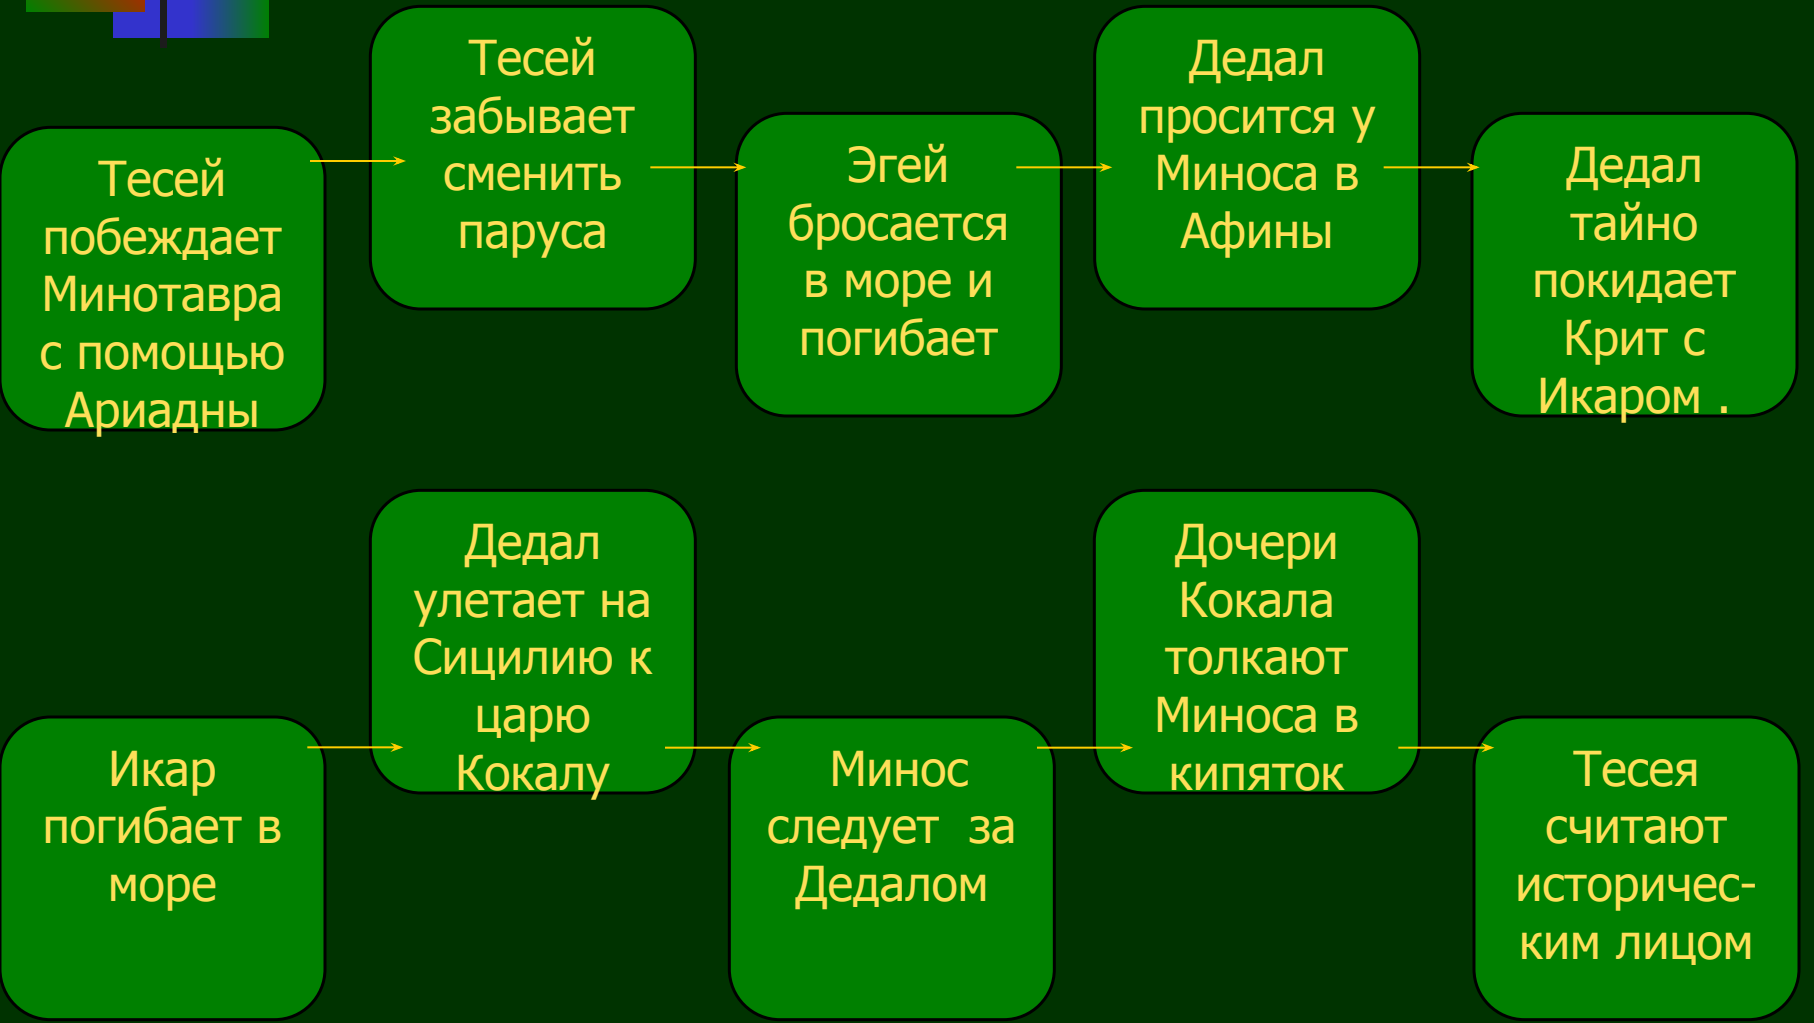 Тесей
побеждает
Минотавра
с помощью
Ариадны
Тесей
забывает
сменить
паруса
Эгей
бросается
в море и
погибает
Дедал
просится у
Миноса в
Афины
Дедал
тайно
покидает
Крит с
Икаром .
Икар
погибает в
море
Дедал
улетает на
Сицилию к
царю
Кокалу
Минос
следует  за
Дедалом
Дочери
Кокала
толкают
Миноса в
кипяток
Тесея
считают
историчес-
ким лицом